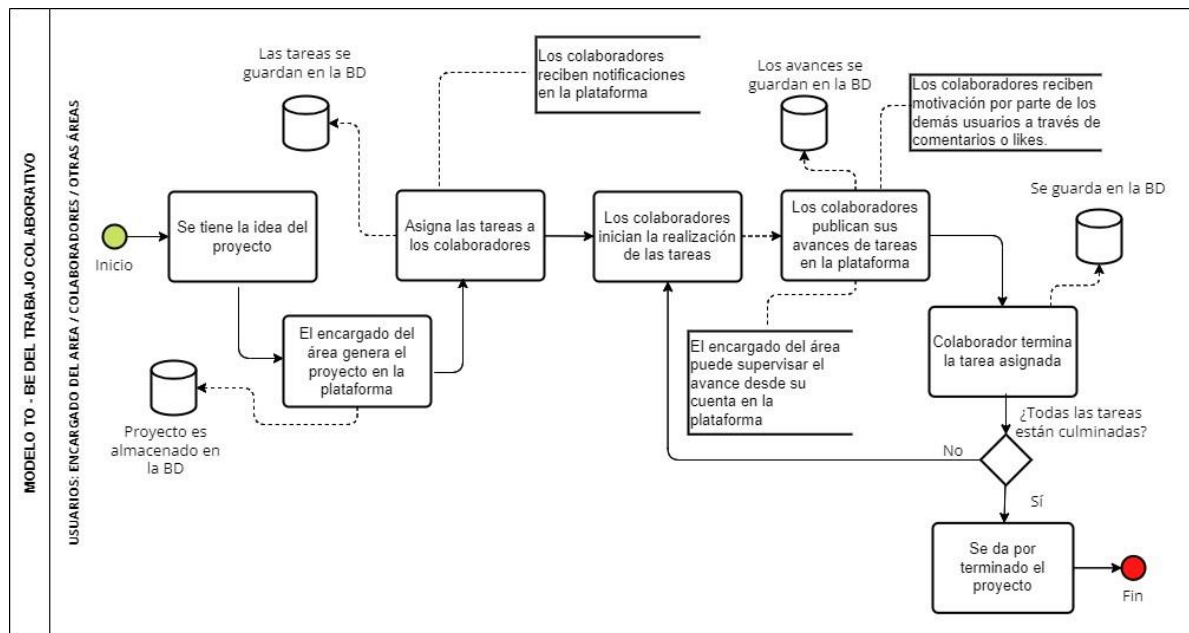 MODELO TO - BE DEL TRABAJO COLABORATIVO
USUARIOS: ENCARGADO DEL AREA / COLABORADORES / OTRAS ÁREAS
Inicio
Se tiene la idea del
proyecto
El encargado del
área genera el
proyecto en la
plataforma
Proyecto es
almacenado en
la BD
Las tareas se
guardan en la BD
Asigna las tareas a
los colaboradores
Los colaboradores
reciben notificaciones
en la plataforma
Los colaboradores
inician la realización
de las tareas
Los avances se
guardan en la BD
Los colaboradores
publican sus
avances de tareas
en la plataforma
Los colaboradores reciben
motivación por parte de los
demás usuarios a través de
comentarios o likes.
El encargado del área
puede supervisar el
avance desde su
cuenta en la
plataforma
Se guarda en la BD
Colaborador termina
la tarea asignada
¿Todas las tareas
están culminadas?
No
Sí
Se da por
terminado el
proyecto
Fin